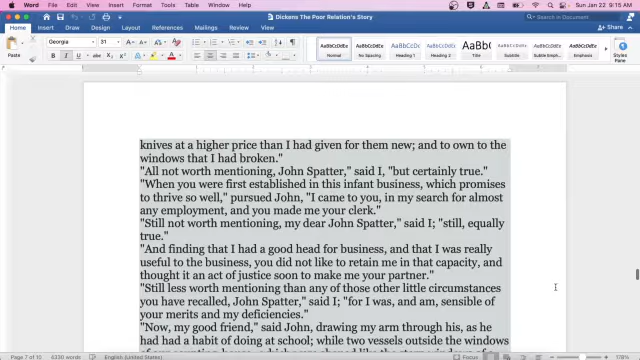 Word File Edit View Insert Format Tools Table Window Help
Sun Jan 22 9:15 AM
Dickens The Poor Relation's Story
Search in Document
Home Insert Draw Design Layout References Mailings Review View
Share
Georgia 31
AaBbCcDdEe AaBbCcDdEe AaBbCcDc AaBbCcDdEe AaBb( AaBbCcDdEe AaBbCcDdEe AaBbCcDdEe
Normal No Spacing Heading 1 Heading 2 Title Subtitle Subtle Emph... Emphasis
Styles
Pane
knives at a higher price than I had given for them new; and to own to the
windows that I had broken."
"All not worth mentioning, John Spatter," said I, "but certainly true."
"When you were first established in this infant business, which promises
to thrive so well," pursued John, "I came to you, in my search for almost
any employment, and you made me your clerk."
"Still not worth mentioning, my dear John Spatter," said I; "still, equally
true."
"And finding that I had a good head for business, and that I was really
useful to the business, you did not like to retain me in that capacity, and
thought it an act of justice soon to make me your partner."
"Still less worth mentioning than any of those other little circumstances
you have recalled, John Spatter," said I; "for I was, and am, sensible of
your merits and my deficiencies."
"Now, my good friend," said John, drawing my arm through his, as he
had had a habit of doing at school; while two vessels outside the windows
Page 7 of 10 4330 words English (United States)
Focus
178%